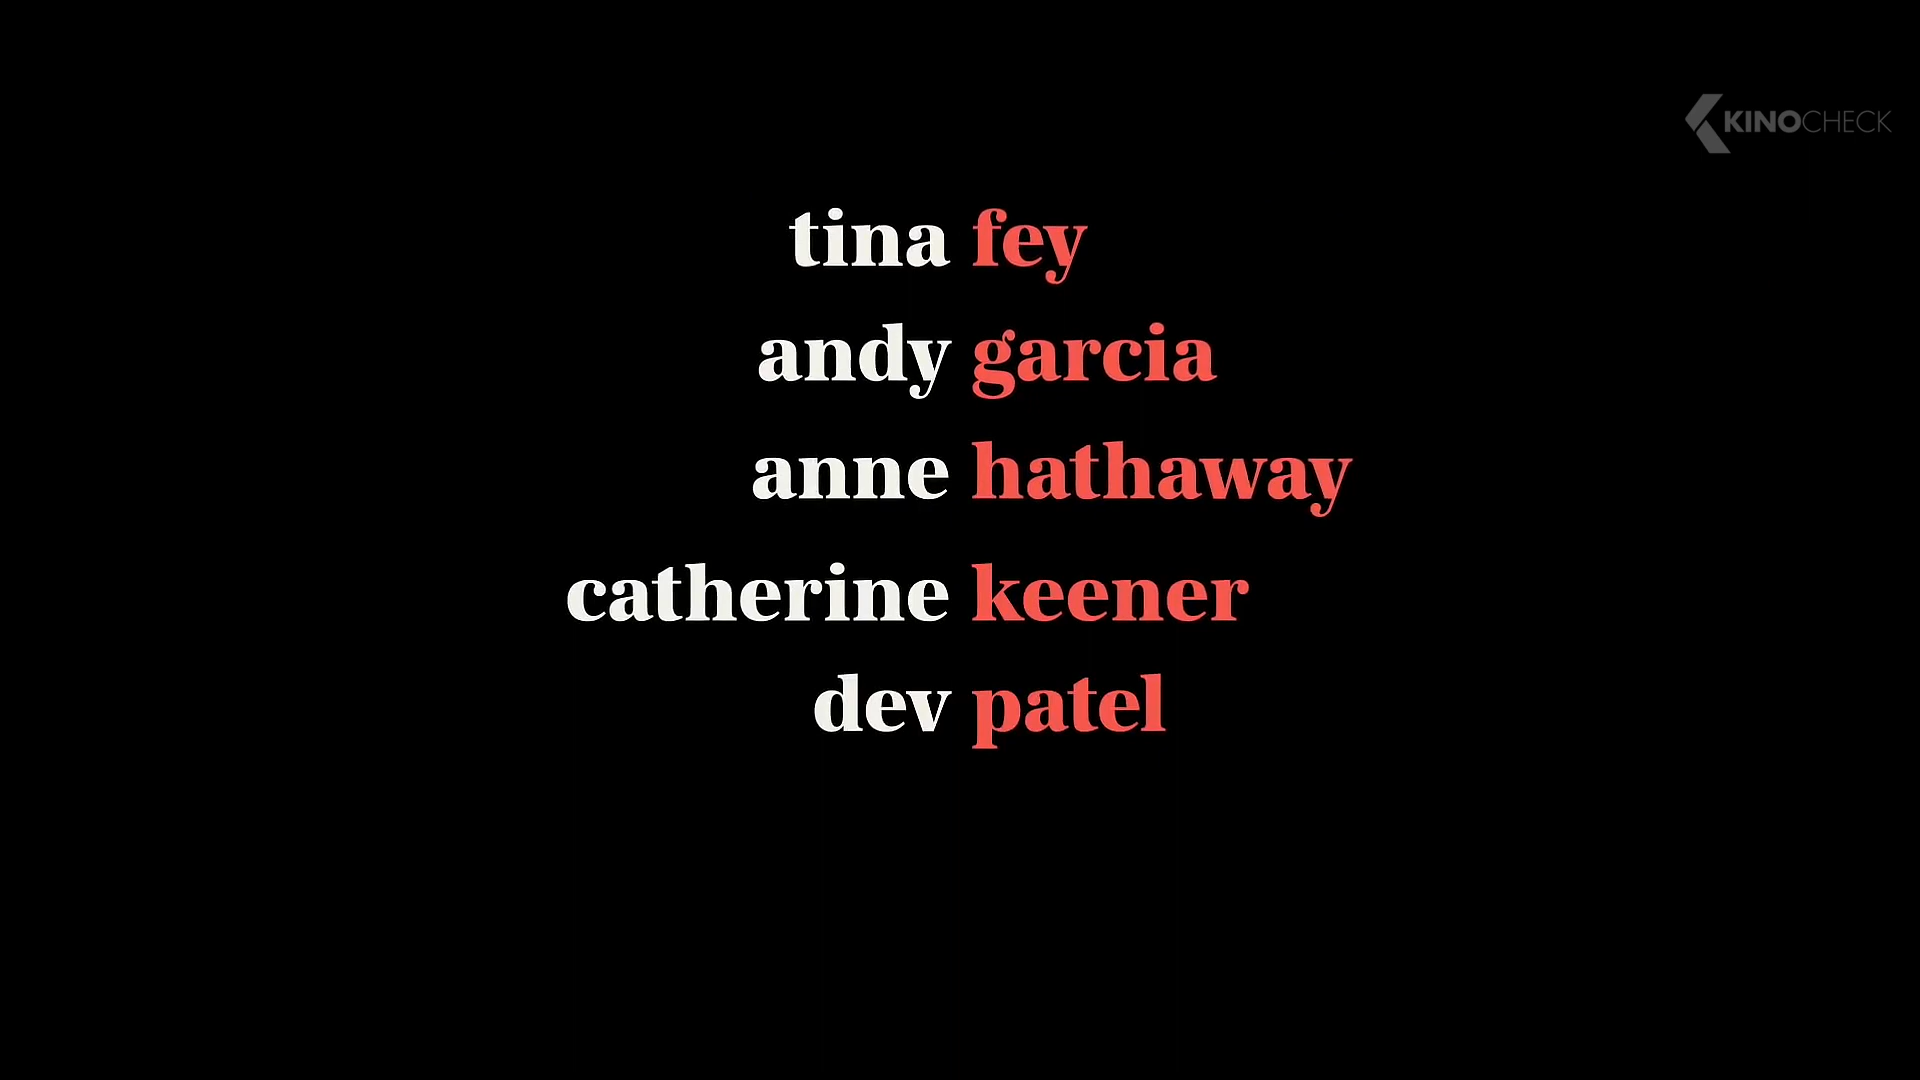 KINOCHECK
tina fey
andy garcia
anne hathaway
catherine keener
dev patel